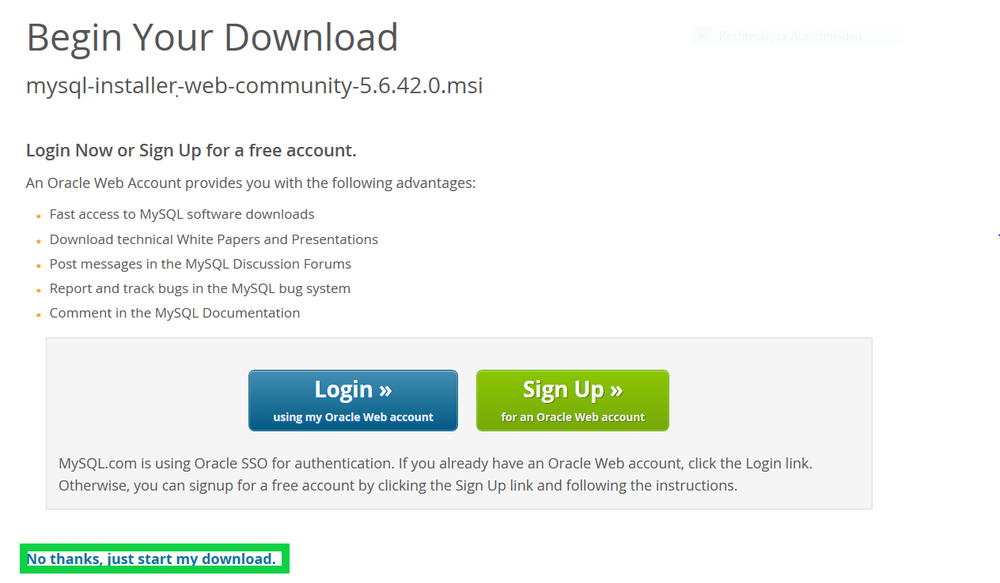 Begin Your Download
Rechteckiges Ausschneiden
mysql-installer-web-community-5.6.42.0.msi
Login Now or Sign Up for a free account.
An Oracle Web Account provides you with the following advantages:
Fast access to MySQL software downloads
Download technical White Papers and Presentations
Post messages in the MySQL Discussion Forums
Report and track bugs in the MySQL bug system
Comment in the MySQL Documentation
Login »
using my Oracle Web account
Sign Up »
for an Oracle Web account
MySQL.com is using Oracle SSO for authentication. If you already have an Oracle Web account, click the Login link.
Otherwise, you can signup for a free account by clicking the Sign Up link and following the instructions.
No thanks, just start my download.